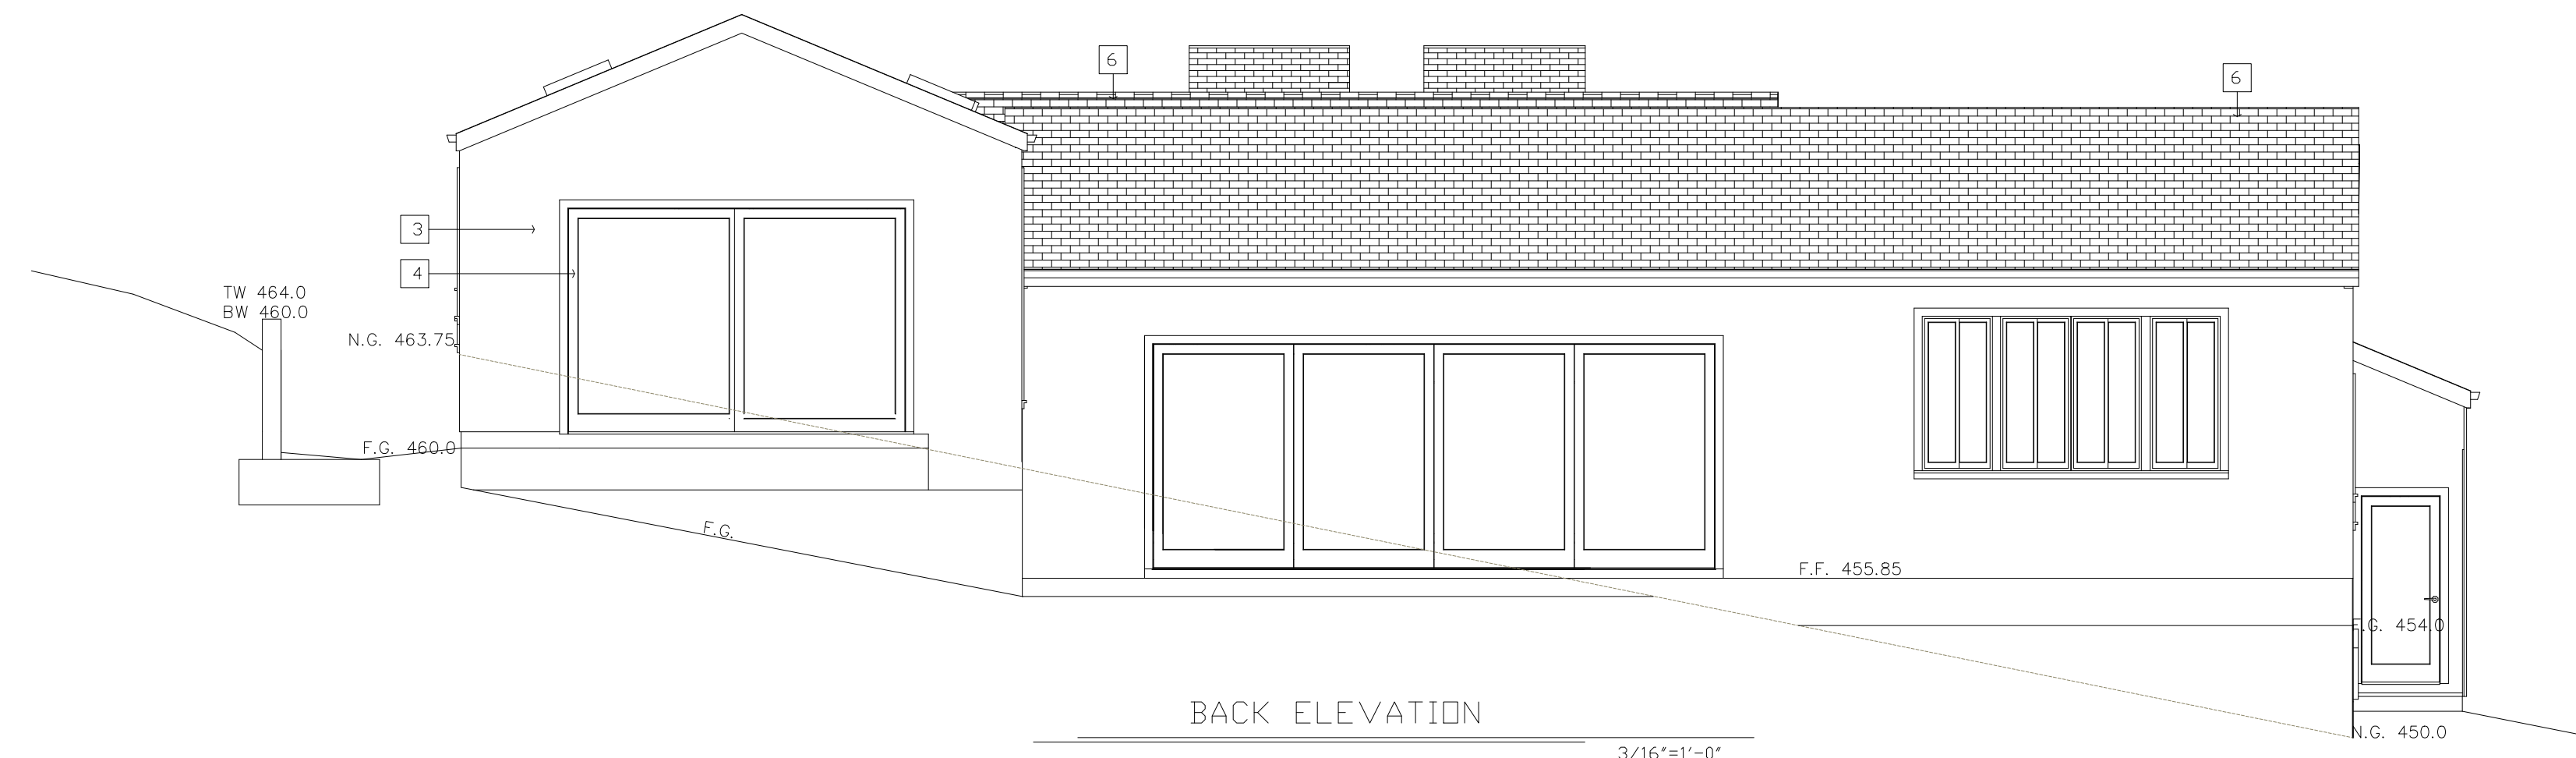 6
6
3
4
TW 464.0
BW 460.0
N.G. 463.75
F.G. 460.0
F.G.
F.F. 455.85
F.G. 454.0
BACK ELEVATION
N.G. 450.0
3/16"=1'-0"